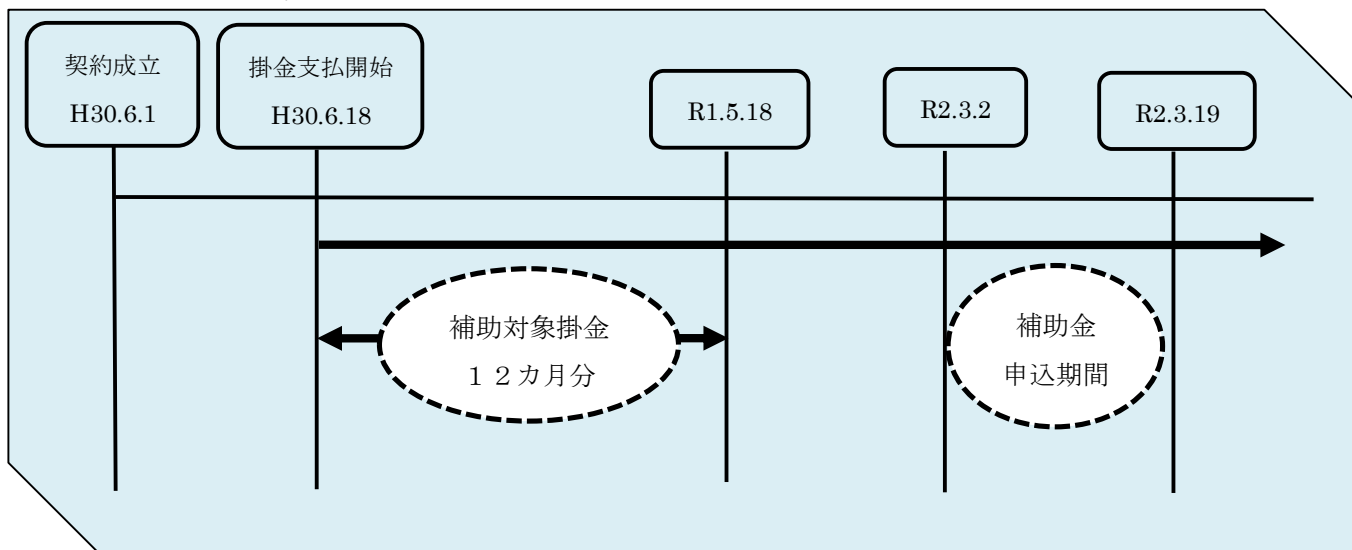 契約成立
H30.6.1
掛金支払開始
H30.6.18
R1.5.18
R2.3.2
R2.3.19
補助対象掛金
１２カ月分
補助金
申込期間